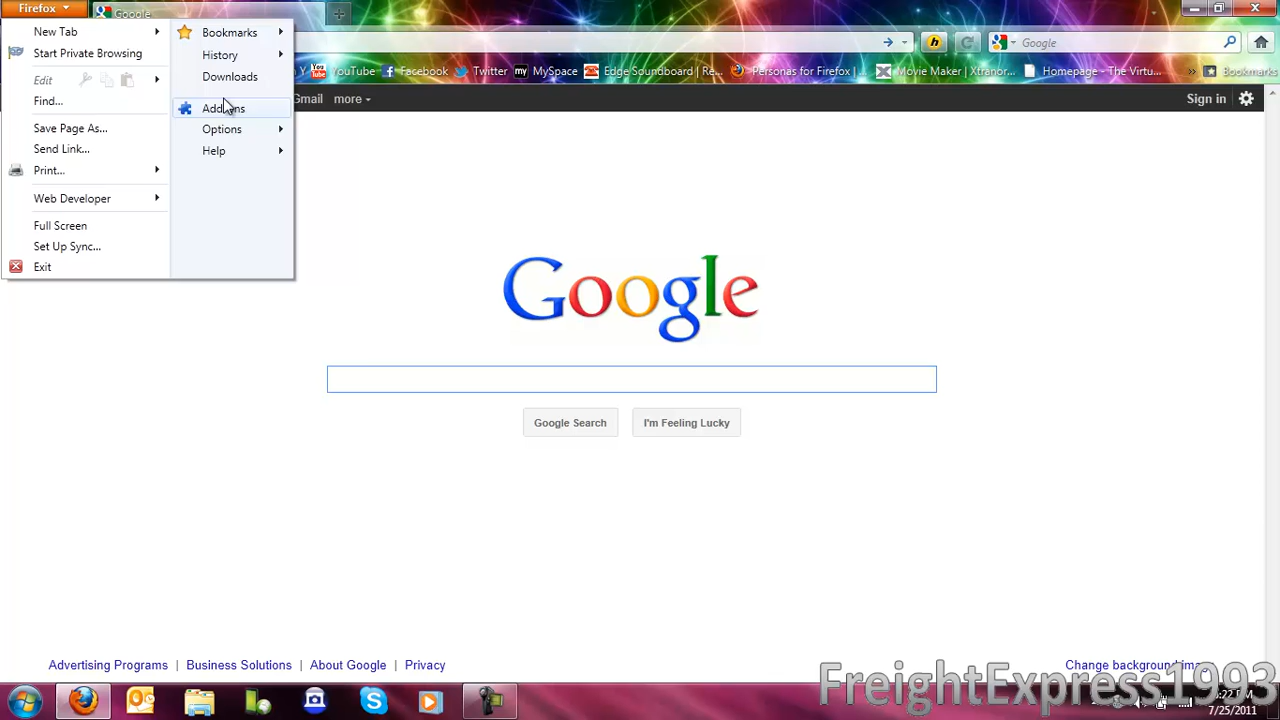 Firefox
Google
New Tab
Start Private Browsing
Edit
Find...
Save Page As...
Send Link...
Print...
Web Developer
Full Screen
Set Up Sync...
Exit
Bookmarks
History
Downloads
Options
Help
Google
YouTube
Facebook
Twitter
my MySpace
Edge Soundboard | Re...
Personas for Firefox | ...
Movie Maker | Xtranor...
Homepage - The Virtu...
Bookmarks
Gmail
more
Sign in
Google
Google Search
I'm Feeling Lucky
Advertising Programs | Business Solutions | About Google | Privacy
Change background
FreightExpress1993
7/25/2011